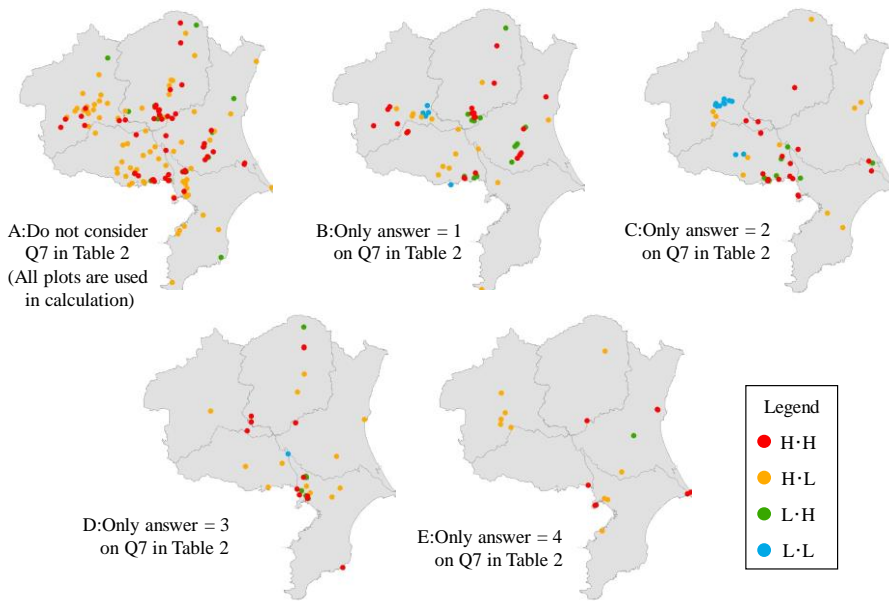 A:Do not consider
Q7 in Table 2
(All plots are used
in calculation)
B:Only answer = 1
on Q7 in Table 2
C:Only answer = 2
on Q7 in Table 2
D:Only answer = 3
on Q7 in Table 2
E:Only answer = 4
on Q7 in Table 2
Legend
H·H
H·L
L·H
L·L